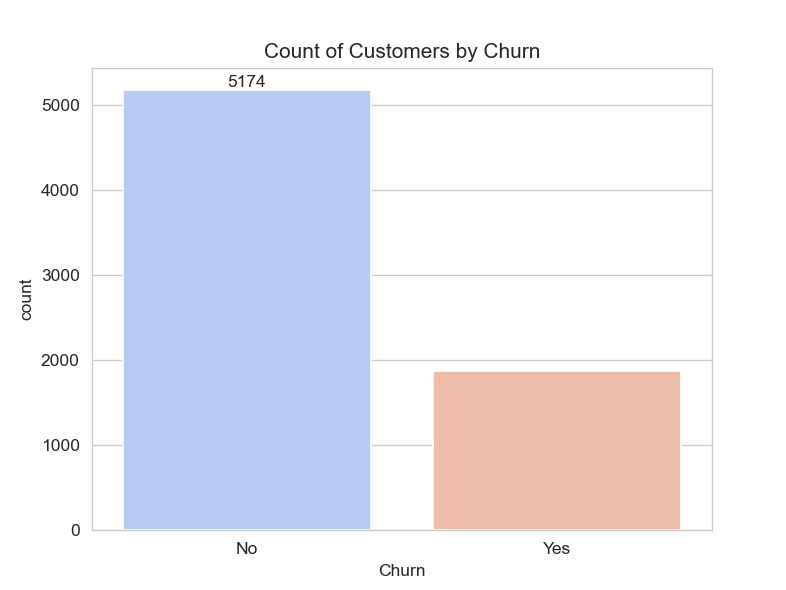 Count of Customers by Churn
5174
5000
4000
3000
2000
1000
0
count
No
Yes
Churn